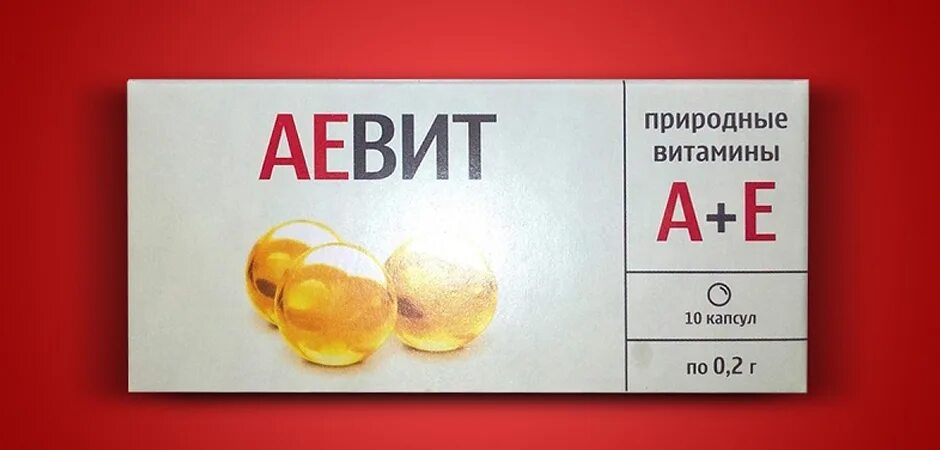 АЕВИТ
природные
витамины
А+Е
10 капсул
по 0,2 г